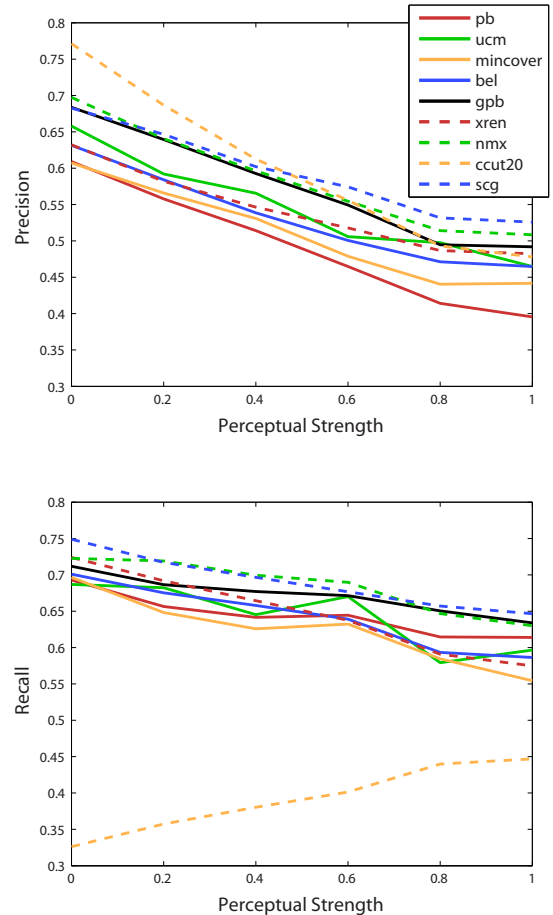 pb
ucm
mincover
bel
gpb
xren
nmx
ccut20
scg
Precision
0.8
0.75
0.7
0.65
0.6
0.55
0.5
0.45
0.4
0.35
0.3
0 0.2 0.4 0.6 0.8 1
Perceptual Strength
Recall
0.8
0.75
0.7
0.65
0.6
0.55
0.5
0.45
0.4
0.35
0.3
0 0.2 0.4 0.6 0.8 1
Perceptual Strength